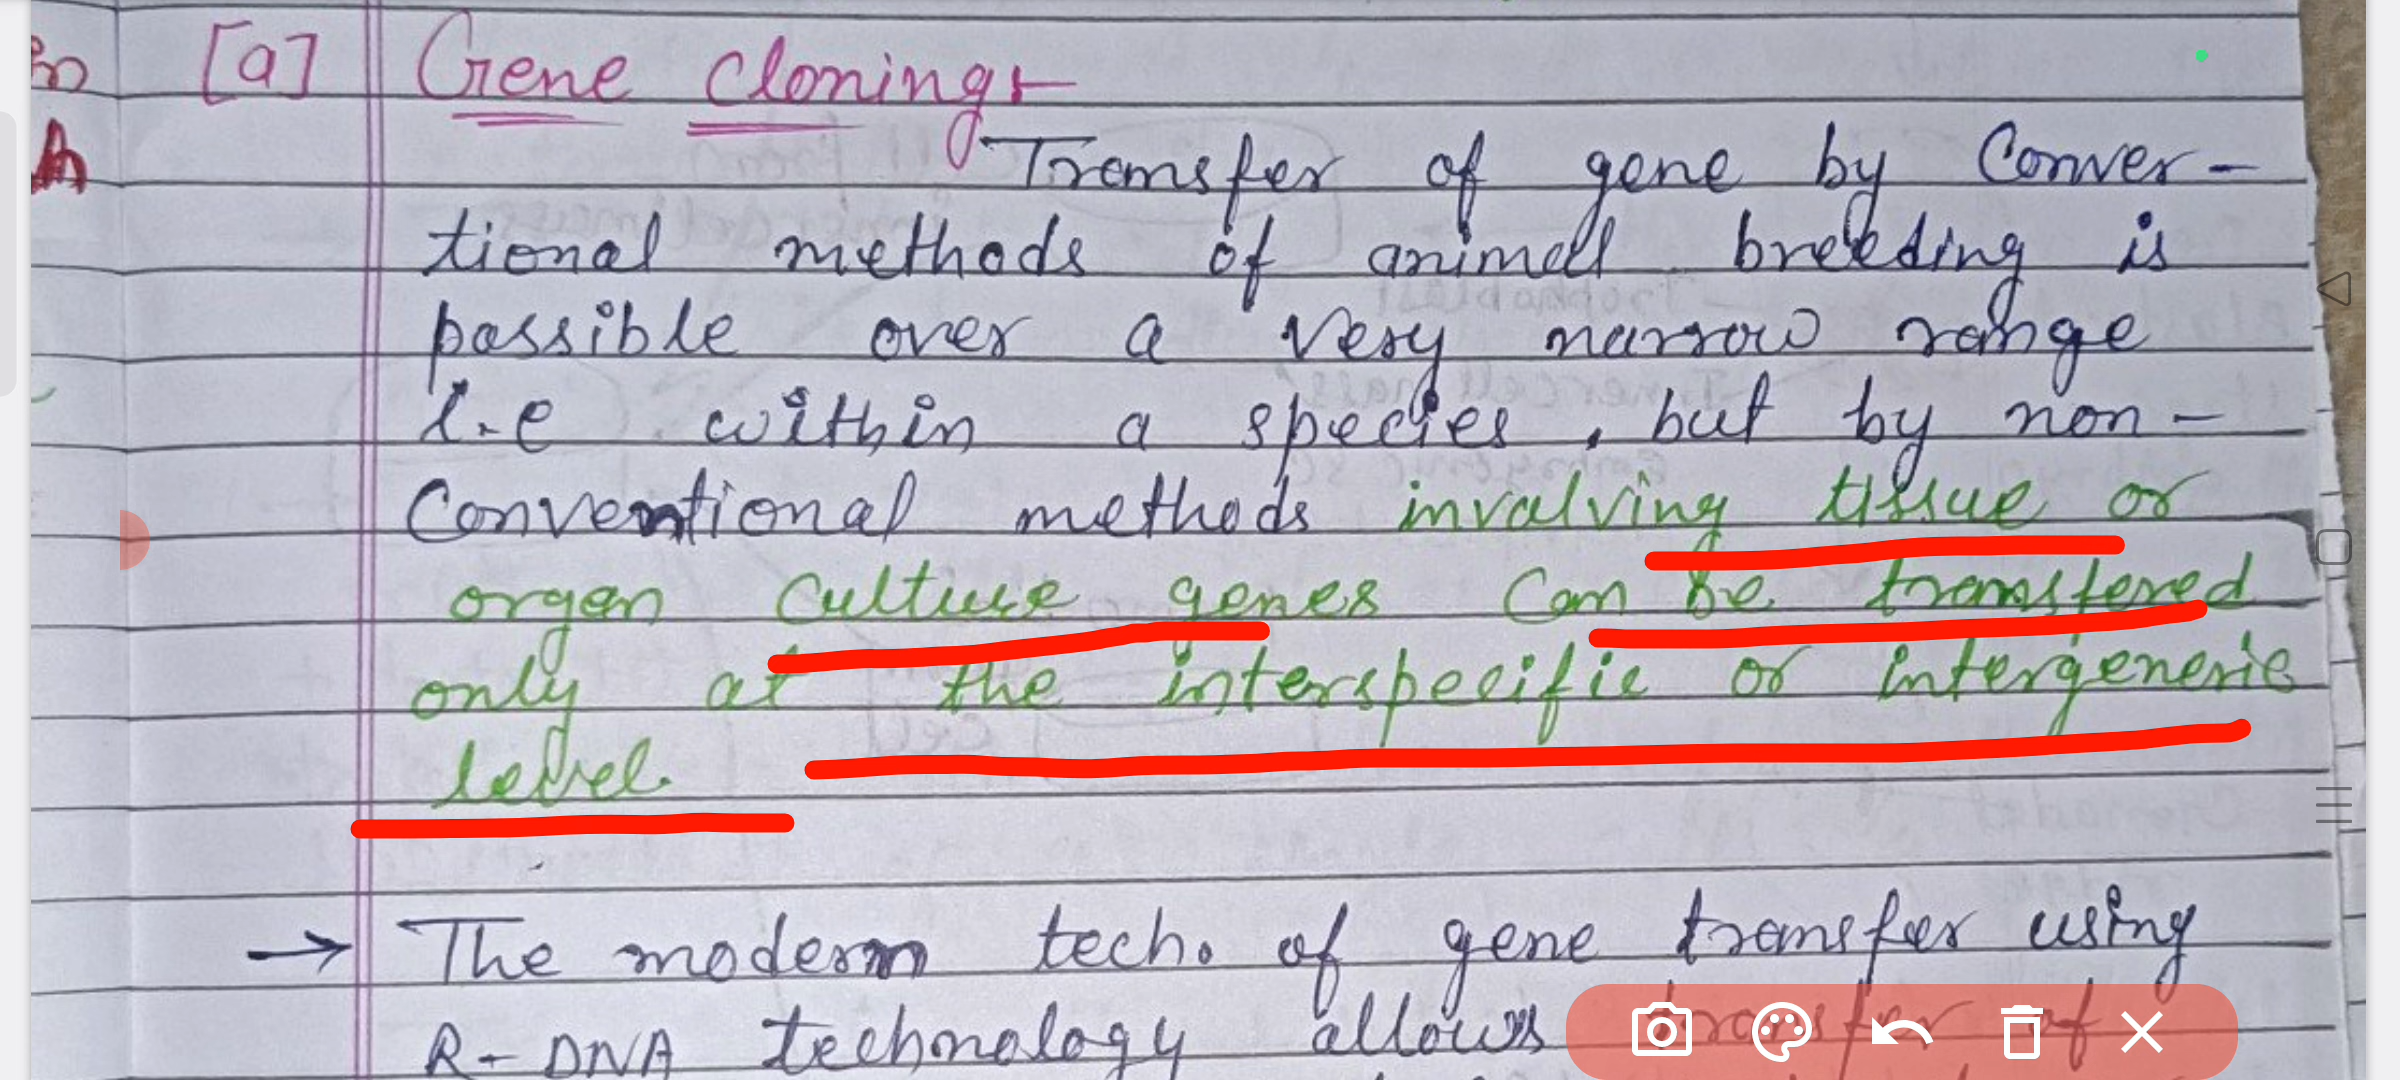 [a] Gene cloning:-
Transfer of gene by Conver-
tional methods of animal breeding is
possible over a very narrow range
i.e within a species, but by non-
Conventional methods involving tissue or
organ culture genes can be transfered
only at the interspecific or intergeneric
level.
→ The modern tech. of gene transfer using
R-DNA technology allows transfer of